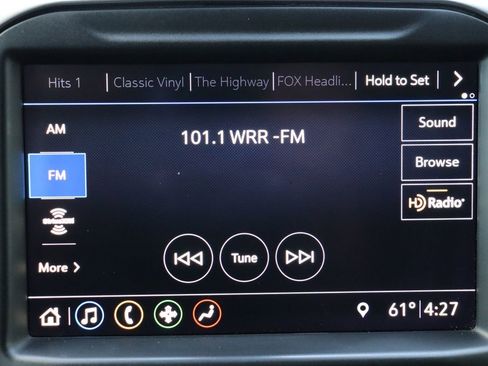 Hits 1 Classic Vinyl The Highway FOX Headli... Hold to Set
AM
101.1 WRR -FM
Sound
FM
Browse
HD Radio®
SiriusXM
Tune
More
61° 4:27